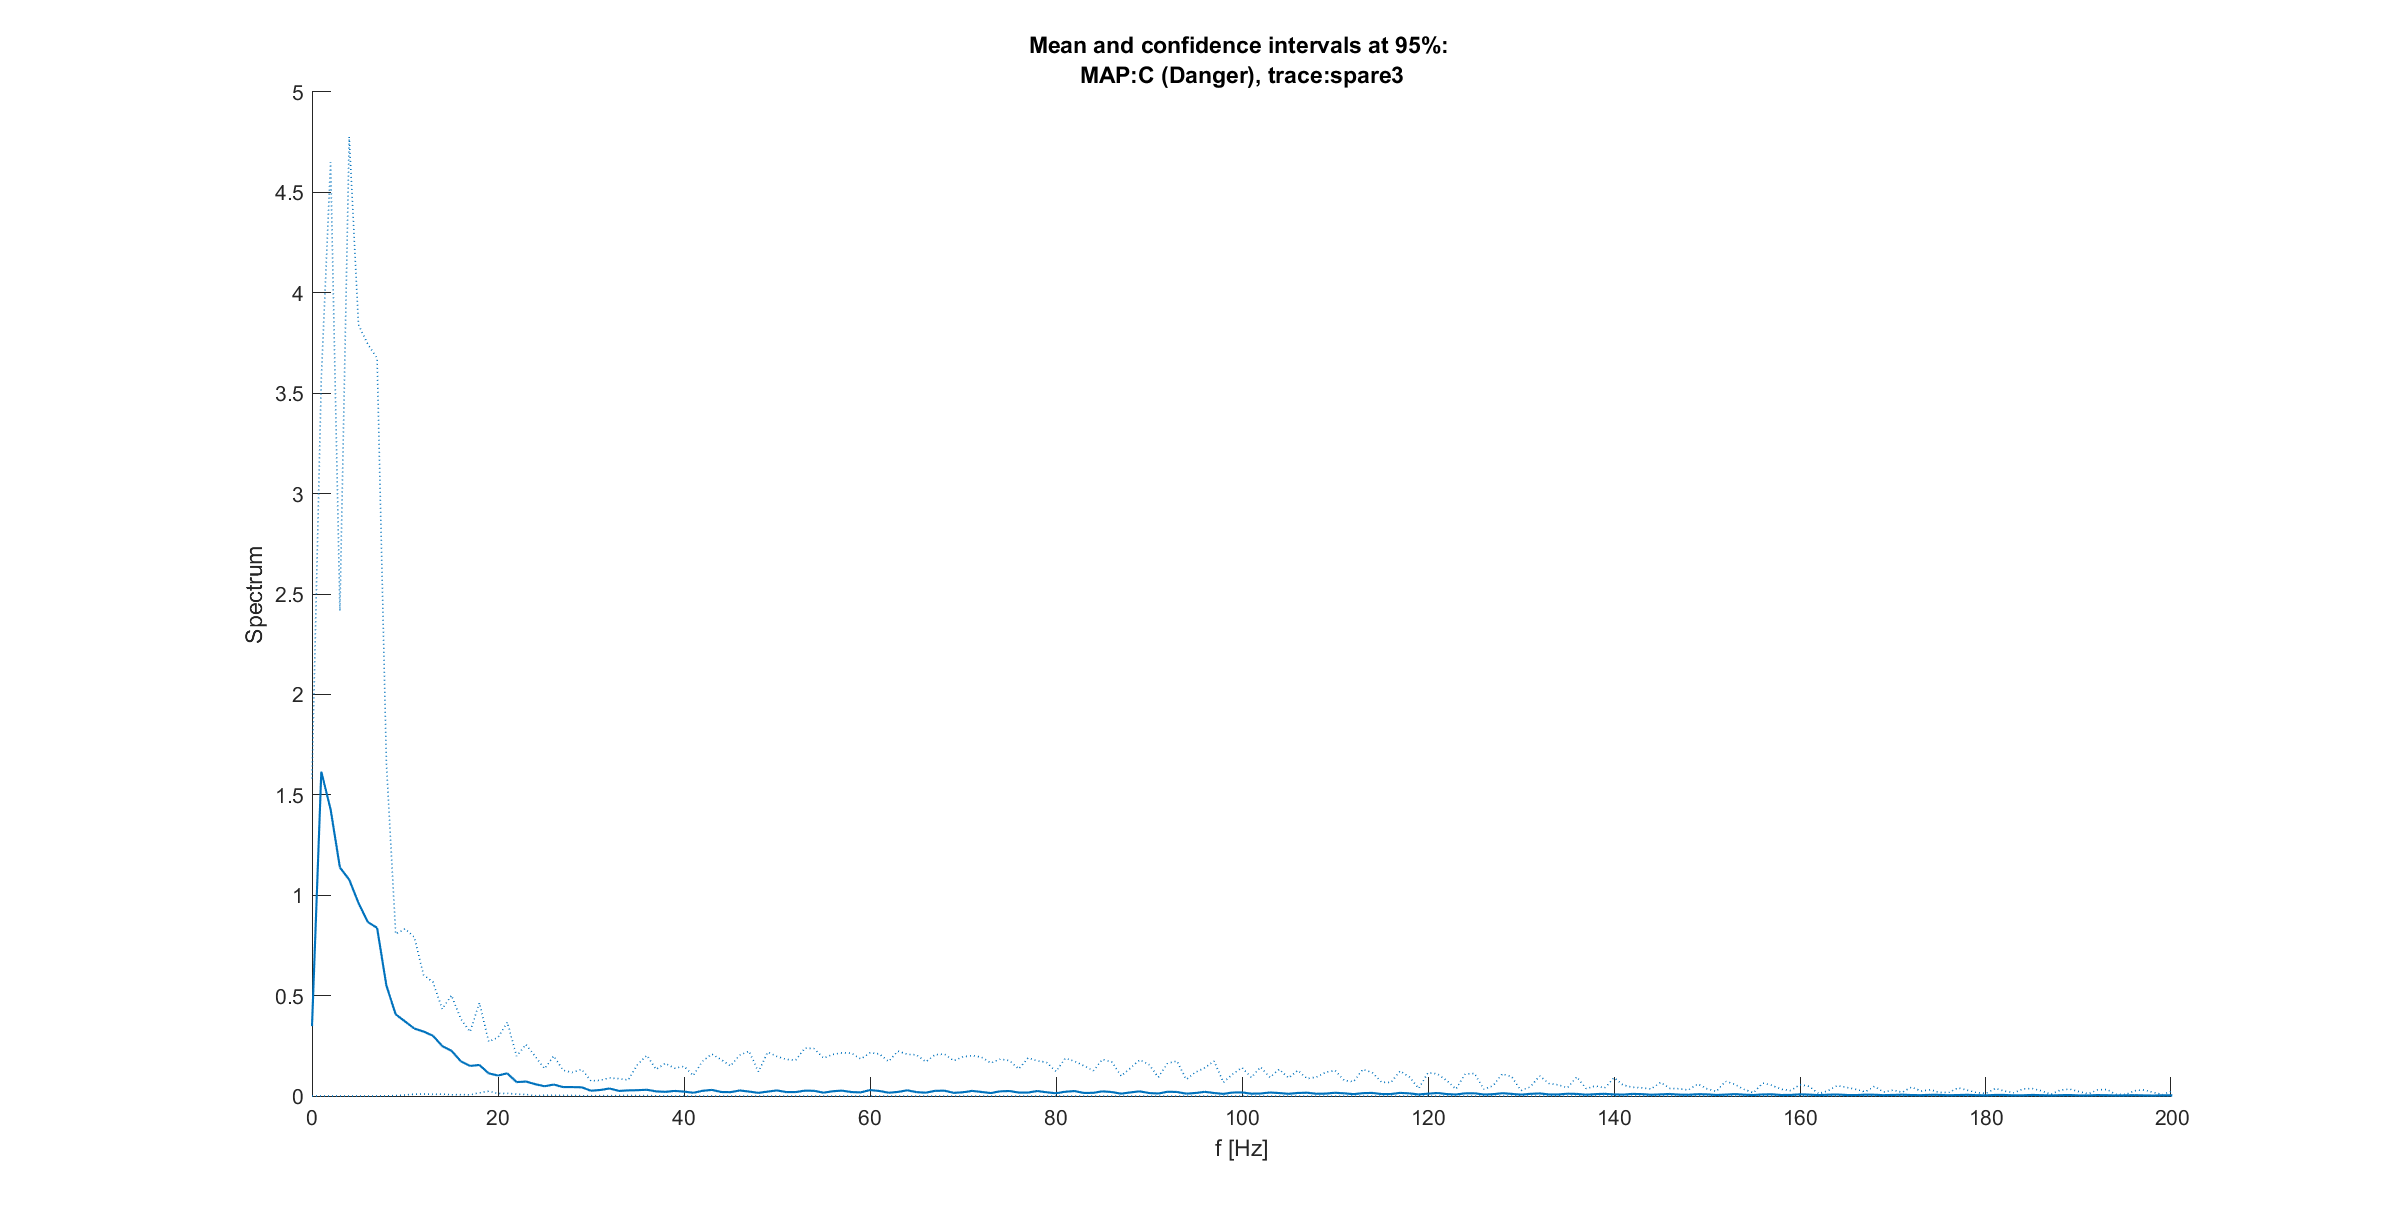 Mean and confidence intervals at 95%:
MAP:C (Danger), trace:spare3
5
4.5
4
3.5
3
2.5
2
1.5
1
0.5
0
Spectrum
0 20 40 60 80 100 120 140 160 180 200
f [Hz]